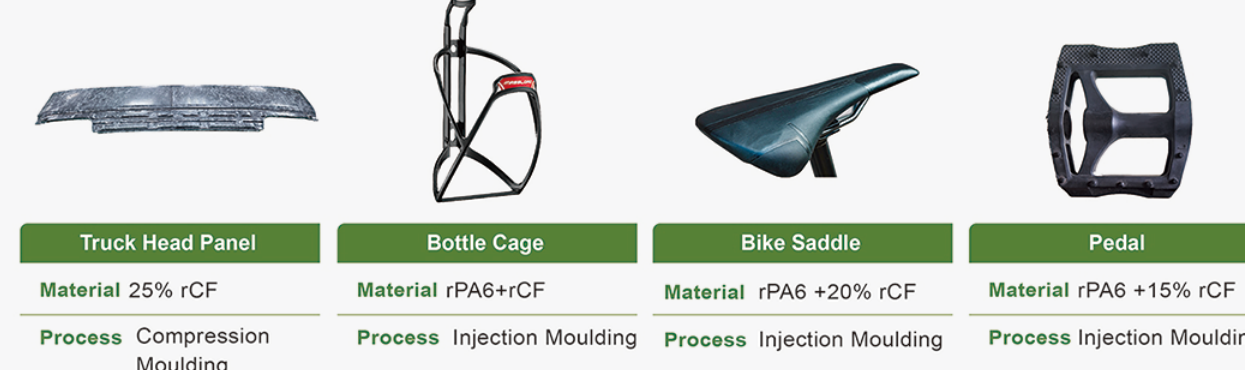 Truck Head Panel
Material 25% rCF
Process Compression
Moulding
Bottle Cage
Material rPA6+rCF
Process Injection Moulding
Bike Saddle
Material rPA6 +20% rCF
Process Injection Moulding
Pedal
Material rPA6 +15% rCF
Process Injection